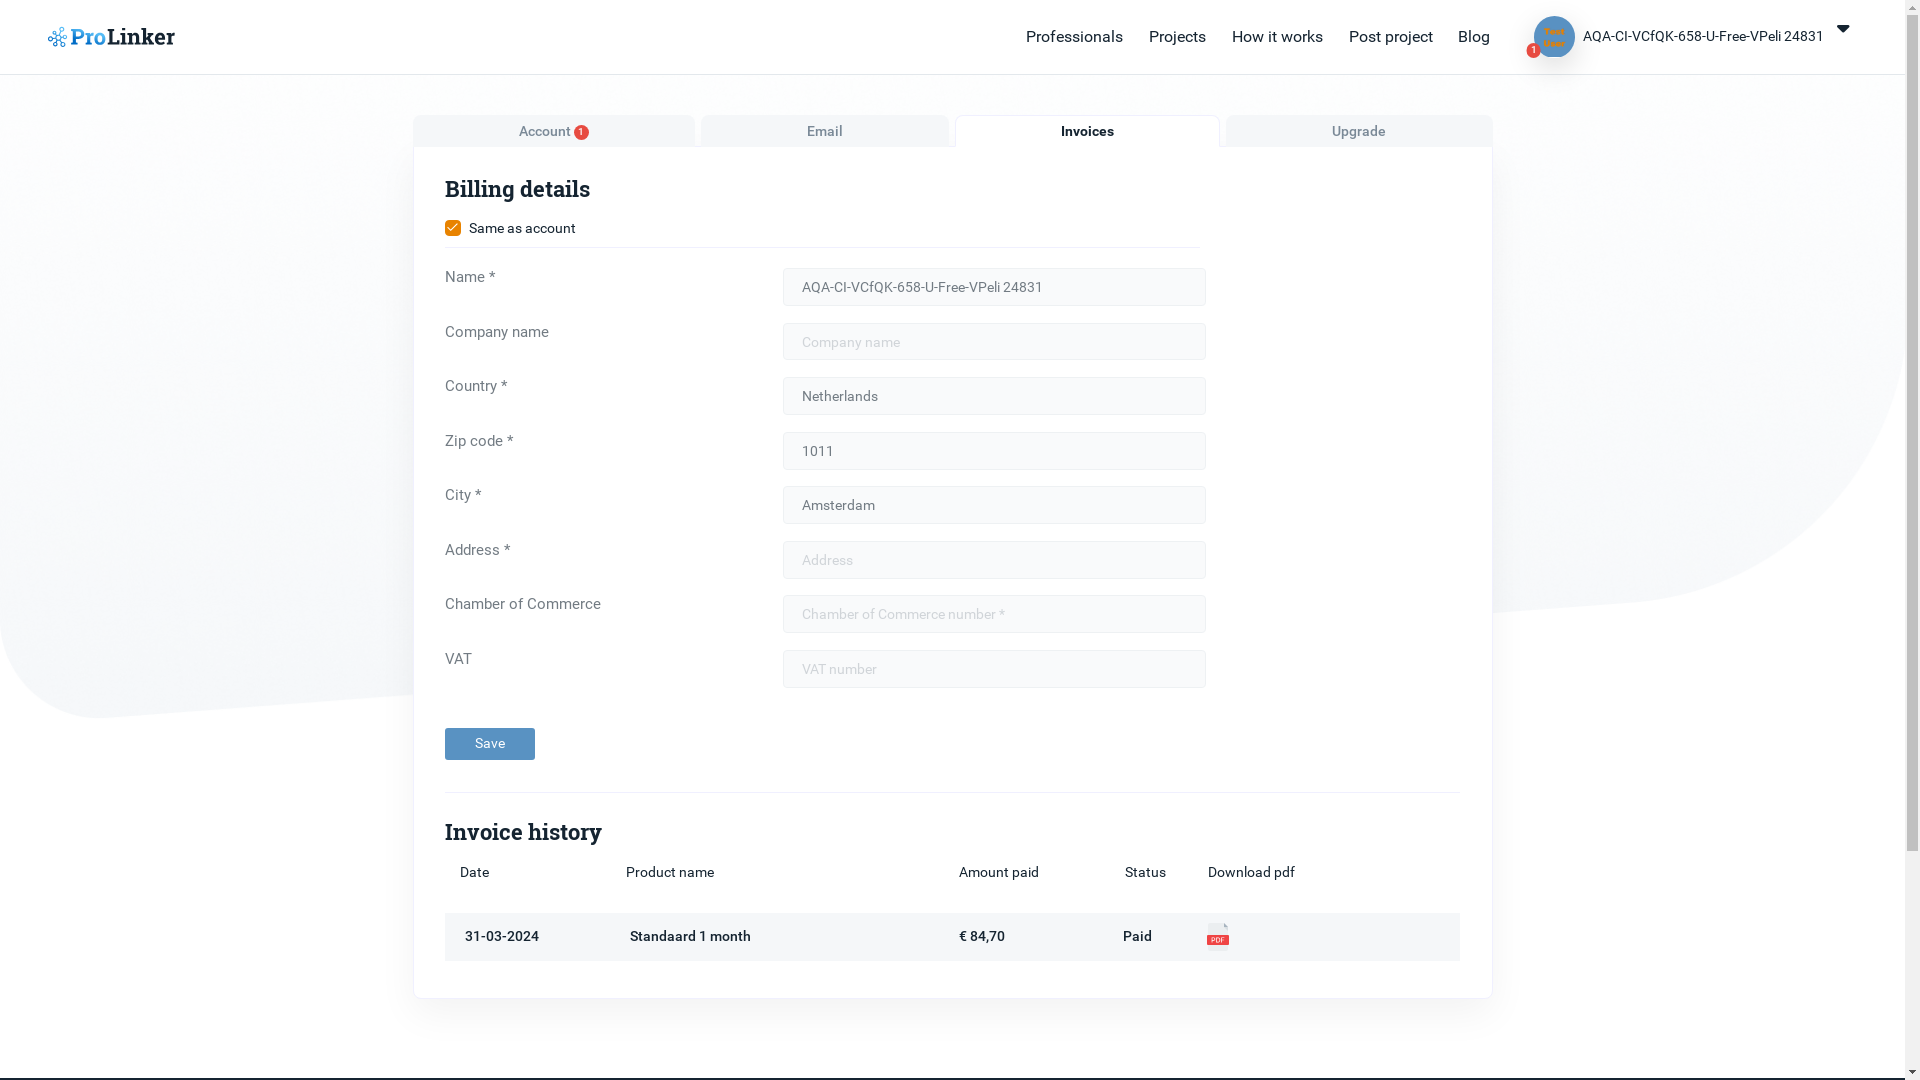 ProLinker
Professionals
Projects
How it works
Post project
Blog
Test
User
1
AQA-CI-VCfQK-658-U-Free-VPeli 24831
Account 1
Email
Invoices
Upgrade
Billing details
Same as account
Name *
AQA-CI-VCfQK-658-U-Free-VPeli 24831
Company name
Company name
Country *
Netherlands
Zip code *
1011
City *
Amsterdam
Address *
Address
Chamber of Commerce
Chamber of Commerce number *
VAT
VAT number
Save
Invoice history
Date
Product name
Amount paid
Status
Download pdf
31-03-2024
Standaard 1 month
€ 84,70
Paid
PDF